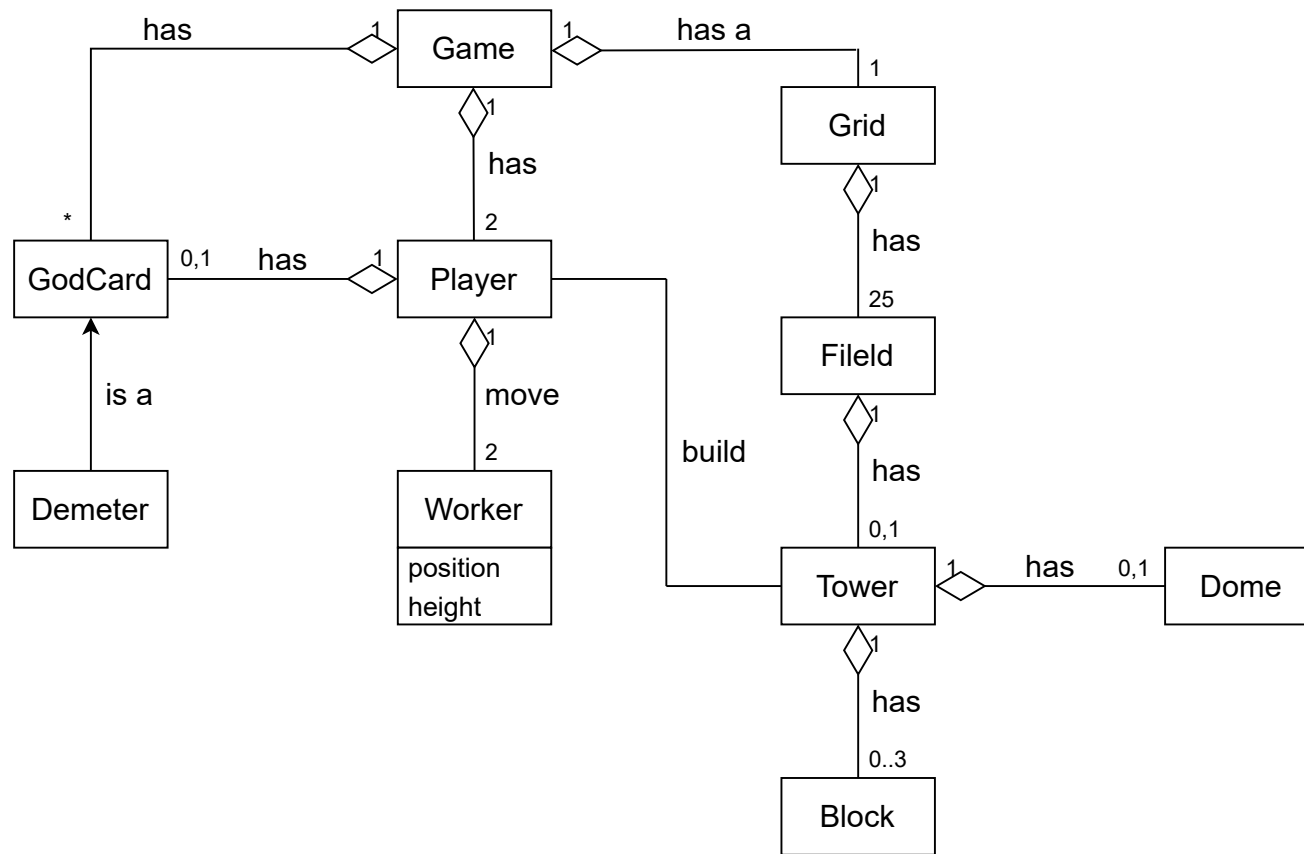 has
1
Game
1
has a
1
1
Grid
has
1
has
*
2
25
GodCard
0,1
has
1
Player
FileId
1
1
is a
move
build
has
2
0,1
Demeter
Worker
Tower
1
has
0,1
Dome
position
height
1
has
0..3
Block